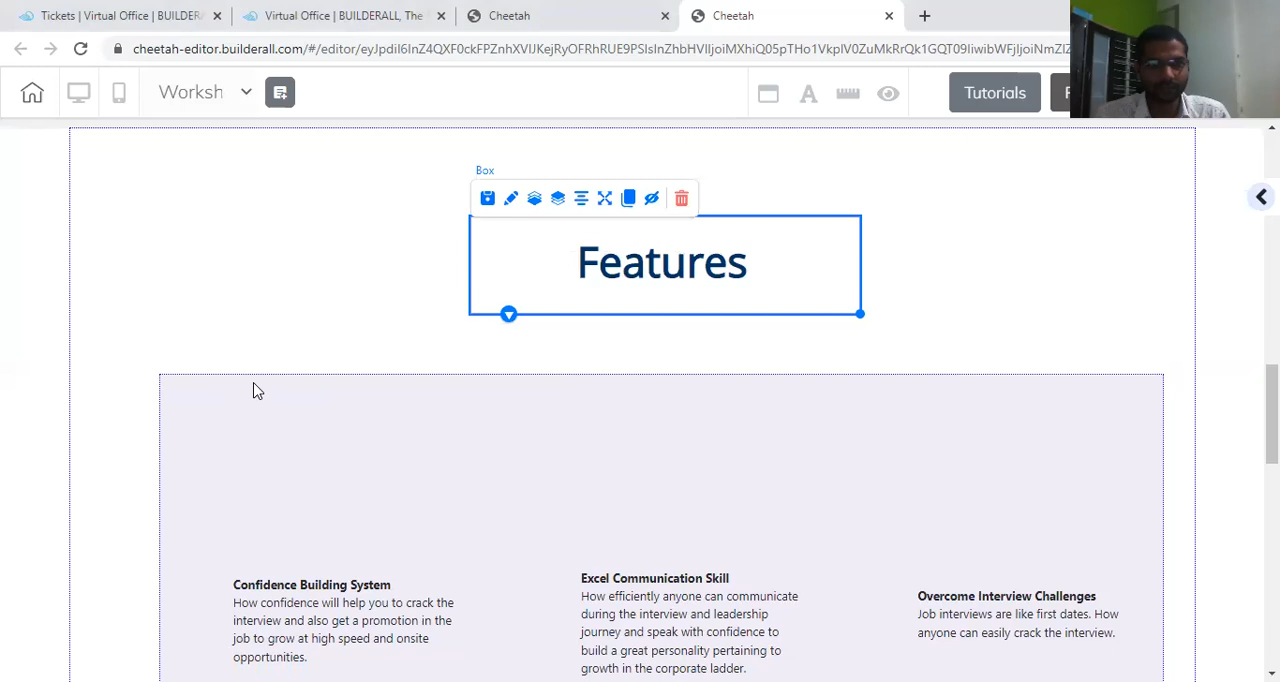 Tickets | Virtual Office | BUILDER
Virtual Office | BUILDERALL, The
Cheetah
Cheetah
cheetah-editor.builderall.com
Worksh
Tutorials
Box
Features
Confidence Building System
How confidence will help you to crack the
interview and also get a promotion in the
job to grow at high speed and onsite
opportunities.
Excel Communication Skill
How efficiently anyone can communicate
during the interview and leadership
journey and speak with confidence to
build a great personality pertaining to
growth in the corporate ladder.
Overcome Interview Challenges
Job interviews are like first dates. How
anyone can easily crack the interview.